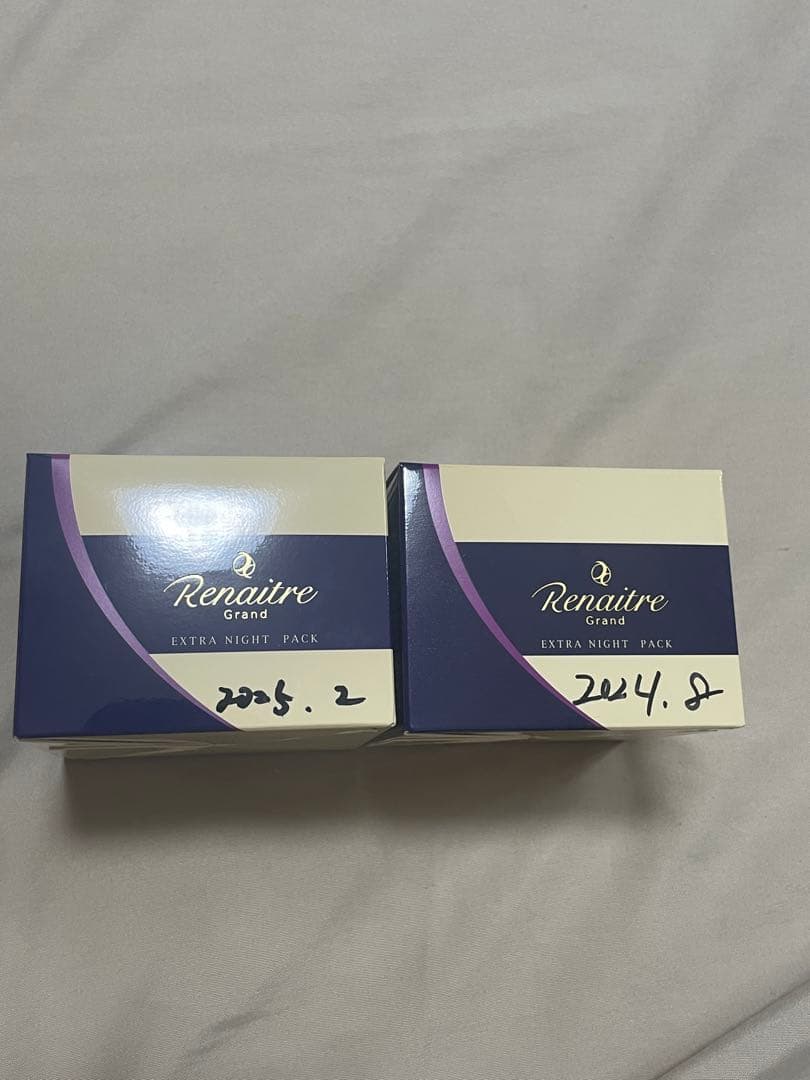 Renaitre
Grand
EXTRA NIGHT PACK
2025.2
Renaitre
Grand
EXTRA NIGHT PACK
2024.8